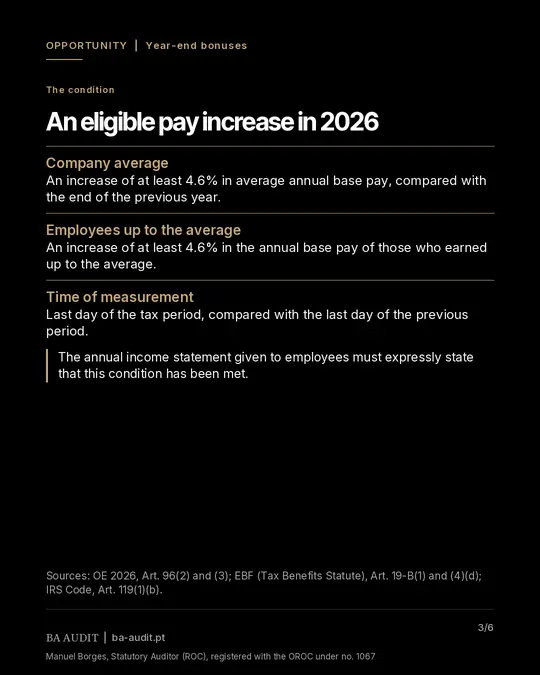 OPPORTUNITY | Year-end bonuses
The condition
An eligible pay increase in 2026
Company average
An increase of at least 4.6% in average annual base pay, compared with
the end of the previous year.
Employees up to the average
An increase of at least 4.6% in the annual base pay of those who earned
up to the average.
Time of measurement
Last day of the tax period, compared with the last day of the previous
period.
The annual income statement given to employees must expressly state
that this condition has been met.
Sources: OE 2026, Art. 96(2) and (3); EBF (Tax Benefits Statute), Art. 19-B(1) and (4)(d);
IRS Code, Art. 119(1)(b).
3/6
BA AUDIT | ba-audit.pt
Manuel Borges, Statutory Auditor (ROC), registered with the OROC under no. 1067